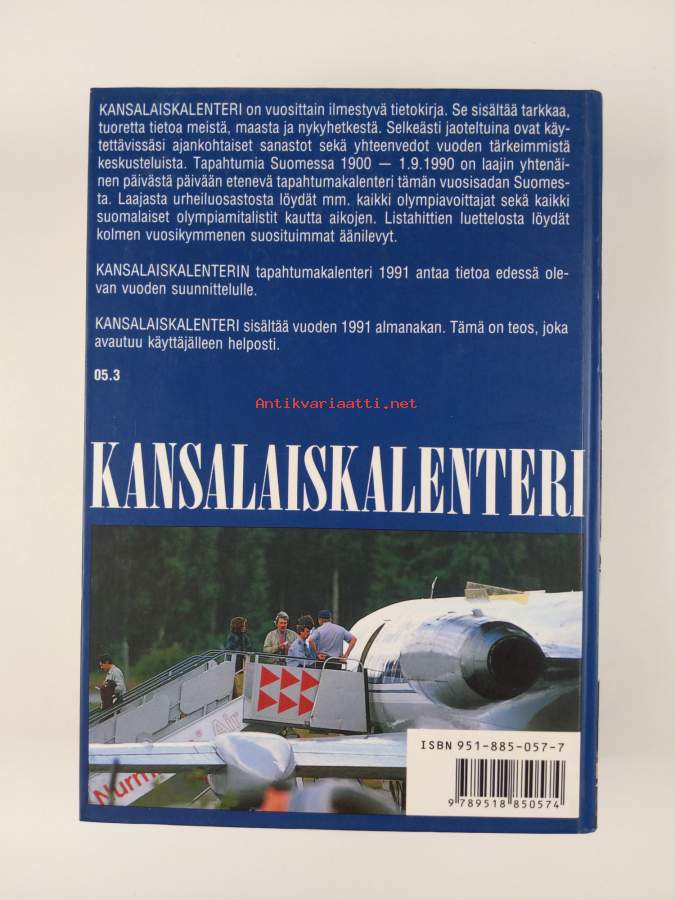 KANSALAISKALENTERI on vuosittain ilmestyvä tietokirja. Se sisältää tarkkaa,
tuoretta tietoa meistä, maasta ja nykyhetkestä. Selkeästi jaoteltuina ovat käy-
tettävissäsi ajankohtaiset sanastot sekä yhteenvedot vuoden tärkeimmistä
keskusteluista. Tapahtumia Suomessa 1900 — 1.9.1990 on laajin yhtenäi-
nen päivästä päivään etenevä tapahtumakalenteri tämän vuosisadan Suomes-
ta. Laajasta urheiluosastosta löydät mm. kaikki olympiavoittajat sekä kaikki
suomalaiset olympiamitalistit kautta aikojen. Listahittien luettelosta löydät
kolmen vuosikymmenen suosituimmat äänilevyt.
KANSALAISKALENTERIN tapahtumakalenteri 1991 antaa tietoa edessä ole-
van vuoden suunnittelulle.
KANSALAISKALENTERI sisältää vuoden 1991 almanakan. Tämä on teos, joka
avautuu käyttäjälleen helposti.
05.3
Antikvariaatti.net
KANSALAISKALENTERI
Air
ISBN 951-885-057-7
9 789518 850574